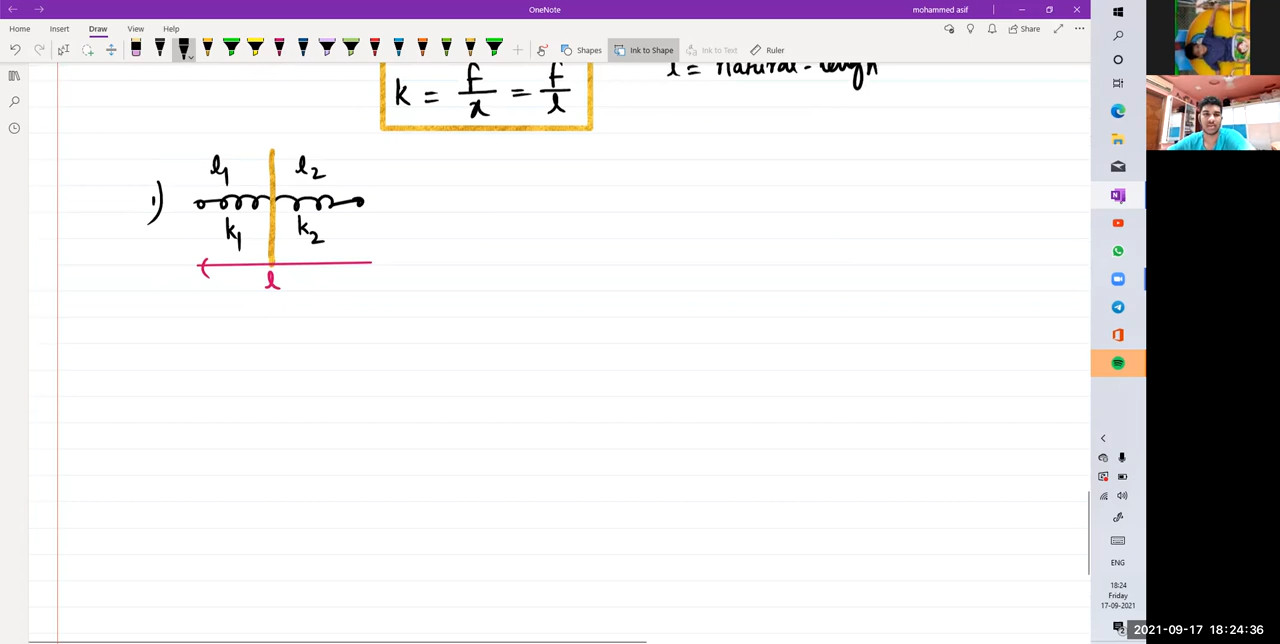 OneNote
mohammed asif
Home Insert Draw View Help
Share
Shapes Ink to Shape Ink to Text Ruler
k = f/x = f/l
l = natural-length
l1 l2
1)
k1 k2
l
ENG
18:24
Friday
17-09-2021
2021-09-17 18:24:36